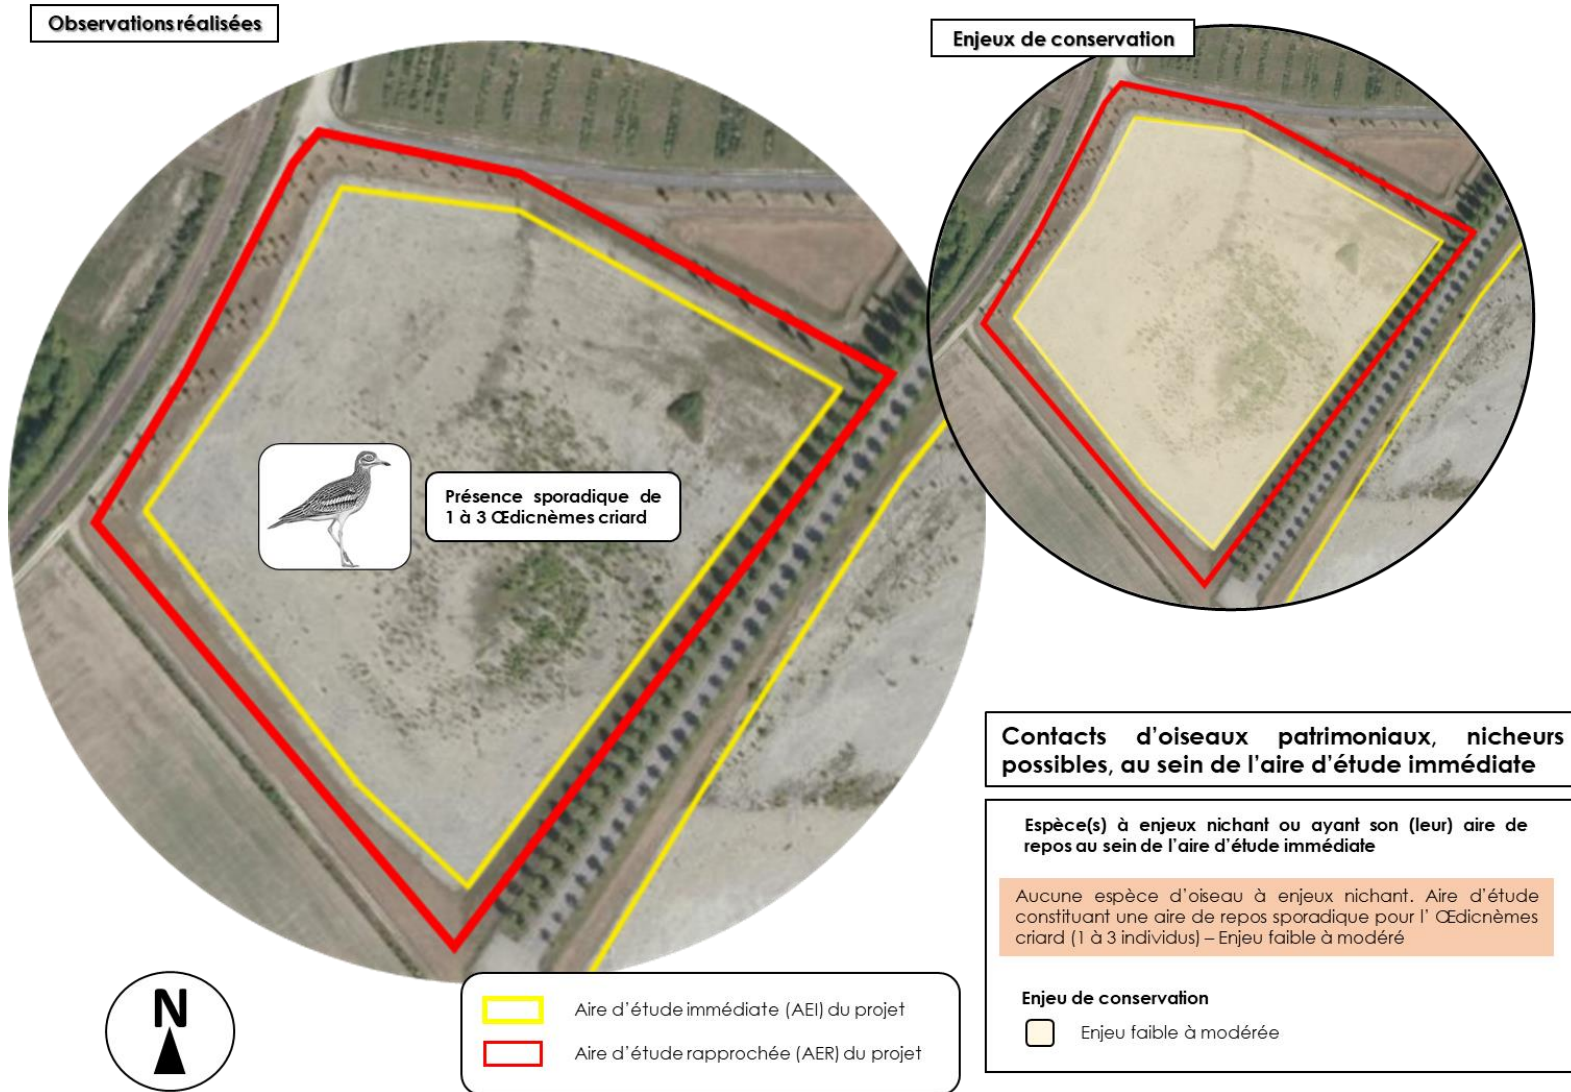 Observations réalisées
Enjeux de conservation
Présence sporadique de
1 à 3 Œdicnèmes criard
Contacts d'oiseaux patrimoniaux, nicheurs
possibles, au sein de l'aire d'étude immédiate
Espèce(s) à enjeux nichant ou ayant son (leur) aire de
repos au sein de l'aire d'étude immédiate
Aucune espèce d'oiseau à enjeux nichant. Aire d'étude
constituant une aire de repos sporadique pour l' Œdicnèmes
criard (1 à 3 individus) – Enjeu faible à modéré
Enjeu de conservation
Enjeu faible à modérée
N
Aire d'étude immédiate (AEI) du projet
Aire d'étude rapprochée (AER) du projet